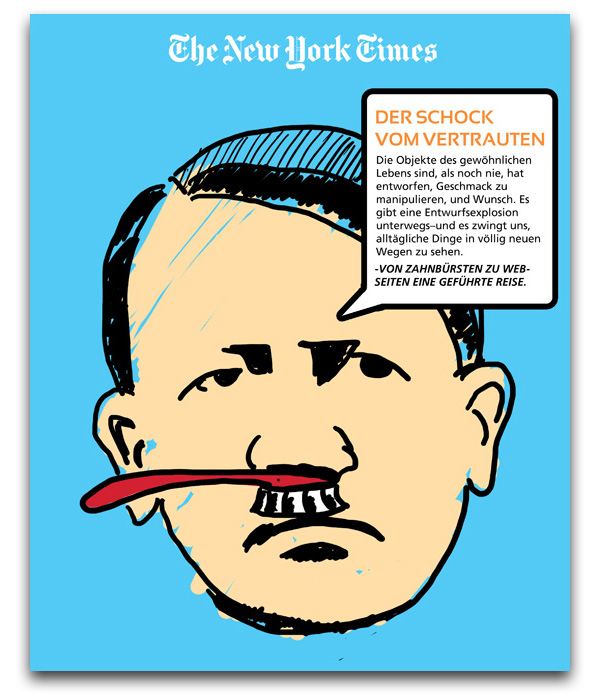 The New York Times
DER SCHOCK
VOM VERTRAUTEN
Die Objekte des gewöhnlichen
Lebens sind, als noch nie, hat
entworfen, Geschmack zu
manipulieren, und Wunsch. Es
gibt eine Entwurfsexplosion
unterwegs–und es zwingt uns,
alltägliche Dinge in völlig neuen
Wegen zu sehen.
-VON ZAHNBÜRSTEN ZU WEB-
SEITEN EINE GEFÜHRTE REISE.